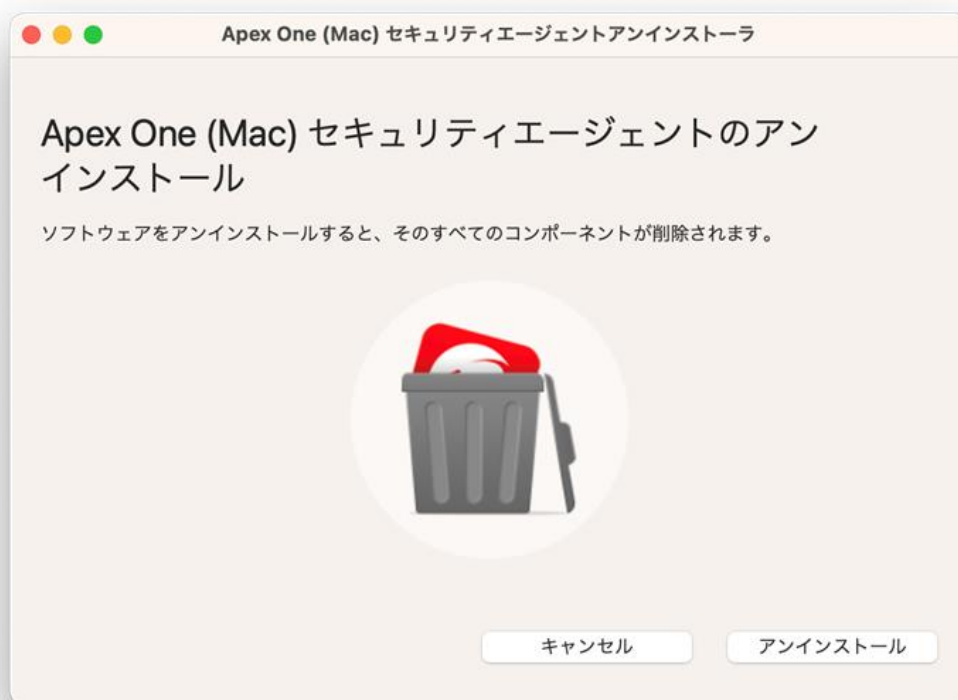 Apex One (Mac) セキュリティエージェントアンインストーラ
Apex One (Mac) セキュリティエージェントのアン
インストール
ソフトウェアをアンインストールすると、そのすべてのコンポーネントが削除されます。
キャンセル
アンインストール